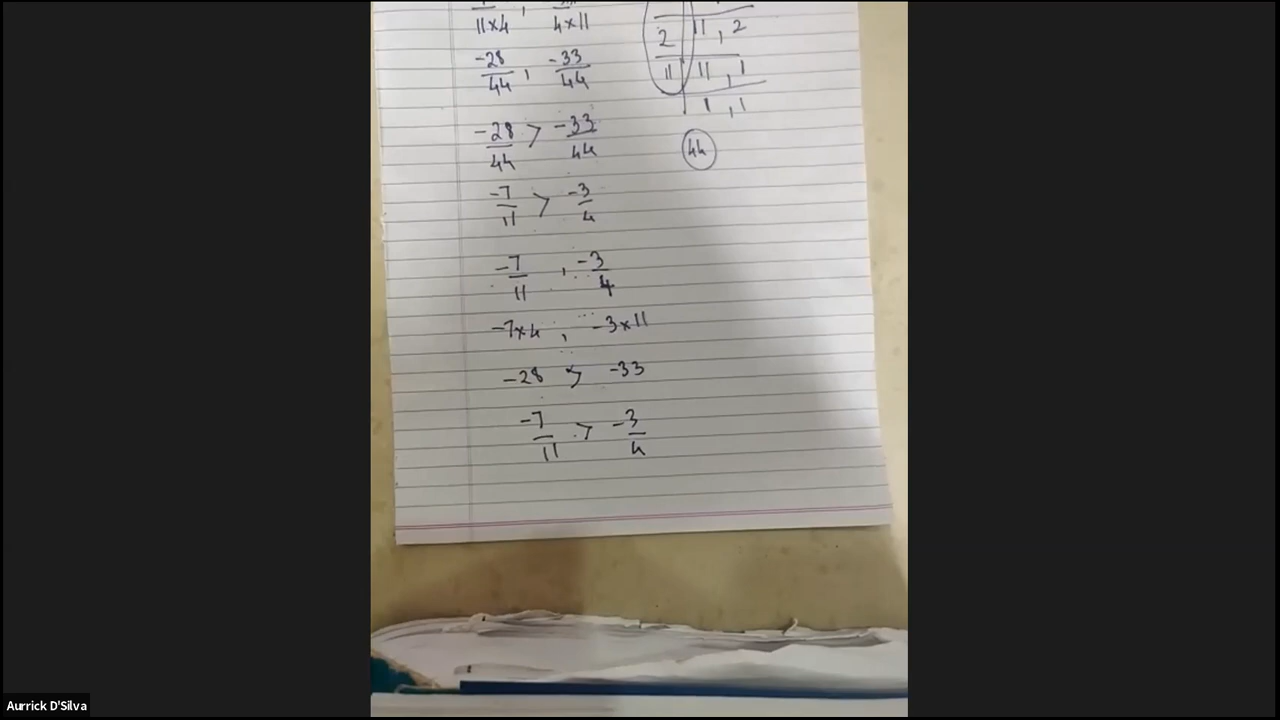 11×4 , 4×11
-28/44 , -33/44
-28/44 > -33/44
-7/11 > -3/4
-7/11 , -3/4
-7×4 , -3×11
-28 > -33
-7/11 > -3/4
2 | 11 , 2
11 | 11 , 1
1 , 1
44
Aurrick D'Silva